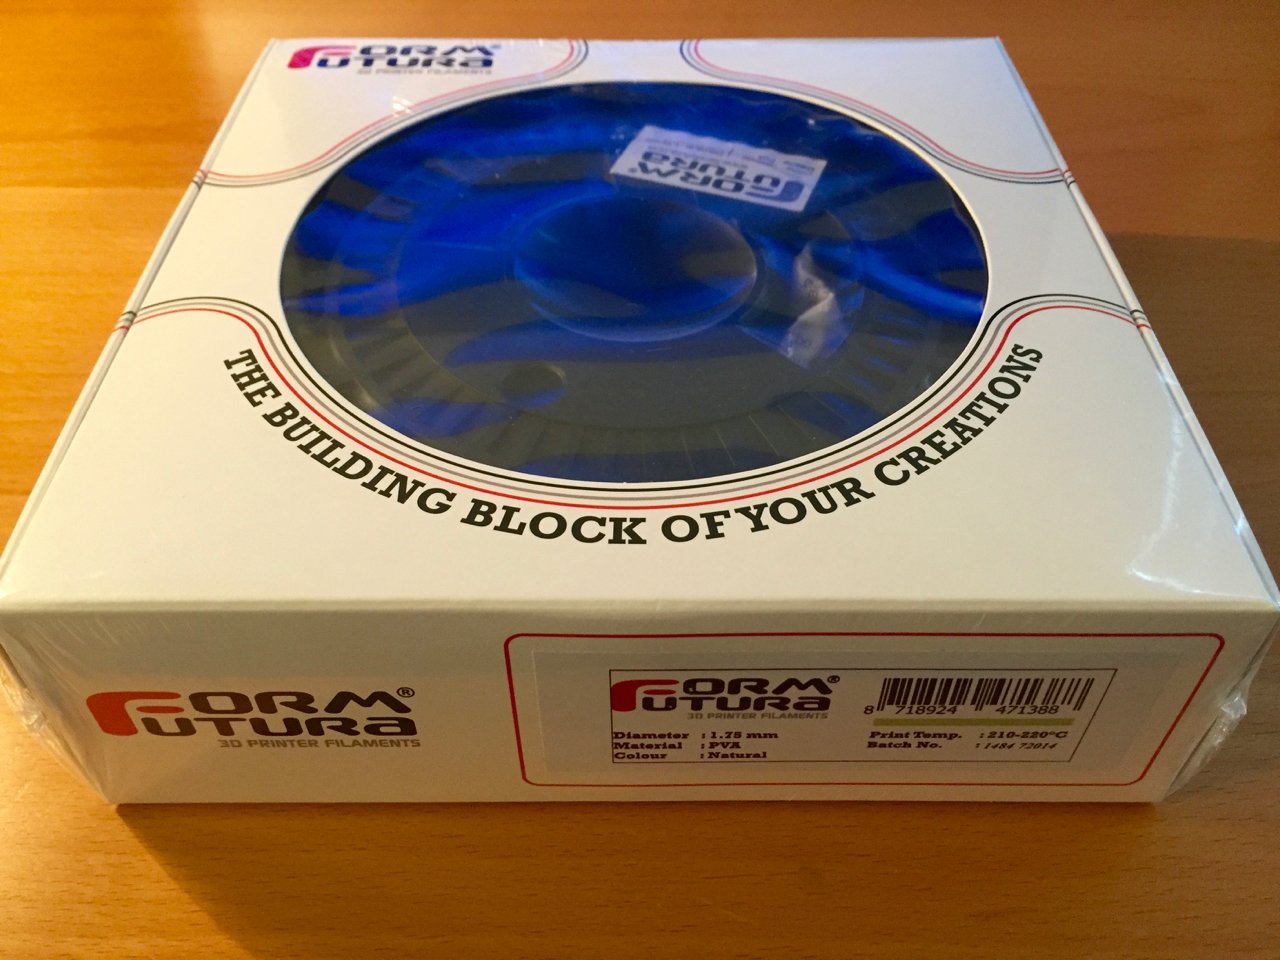 FORM®
FUTURA
3D PRINTER FILAMENTS
FORM
FUTURA
THE BUILDING BLOCK OF YOUR CREATIONS
FORM®
FUTURA
3D PRINTER FILAMENTS
FORM®
FUTURA
3D PRINTER FILAMENTS
8 718924 471388
Diameter : 1.75 mm
Material : PVA
Colour : Natural
Print Temp. : 210-220°C
Batch No. : 1484 72014